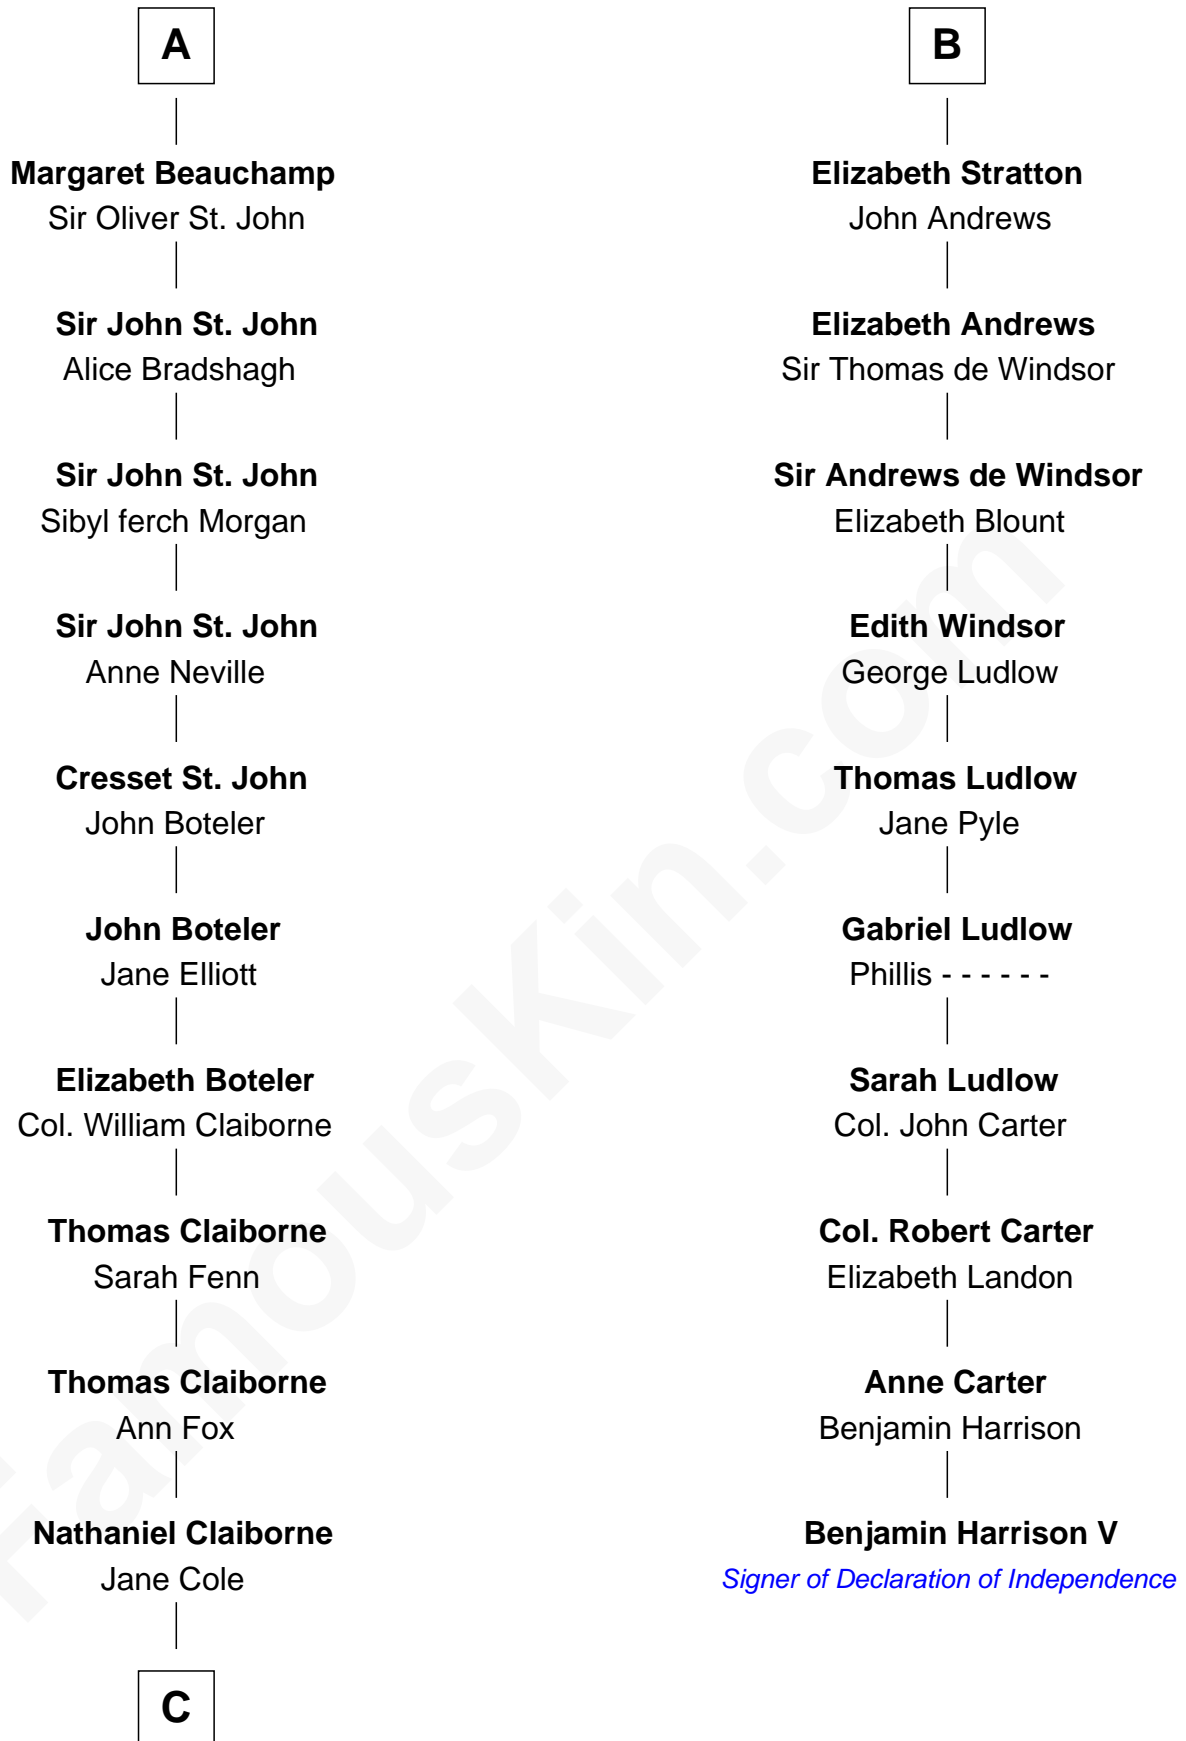 A
Margaret Beauchamp
Sir Oliver St. John
Sir John St. John
Alice Bradshagh
Sir John St. John
Sibyl ferch Morgan
Sir John St. John
Anne Neville
Cresset St. John
John Boteler
John Boteler
Jane Elliott
Elizabeth Boteler
Col. William Claiborne
Thomas Claiborne
Sarah Fenn
Thomas Claiborne
Ann Fox
Nathaniel Claiborne
Jane Cole
C
B
Elizabeth Stratton
John Andrews
Elizabeth Andrews
Sir Thomas de Windsor
Sir Andrews de Windsor
Elizabeth Blount
Edith Windsor
George Ludlow
Thomas Ludlow
Jane Pyle
Gabriel Ludlow
Phillis - - - - - -
Sarah Ludlow
Col. John Carter
Col. Robert Carter
Elizabeth Landon
Anne Carter
Benjamin Harrison
Benjamin Harrison V
Signer of Declaration of Independence
FamousKin.com